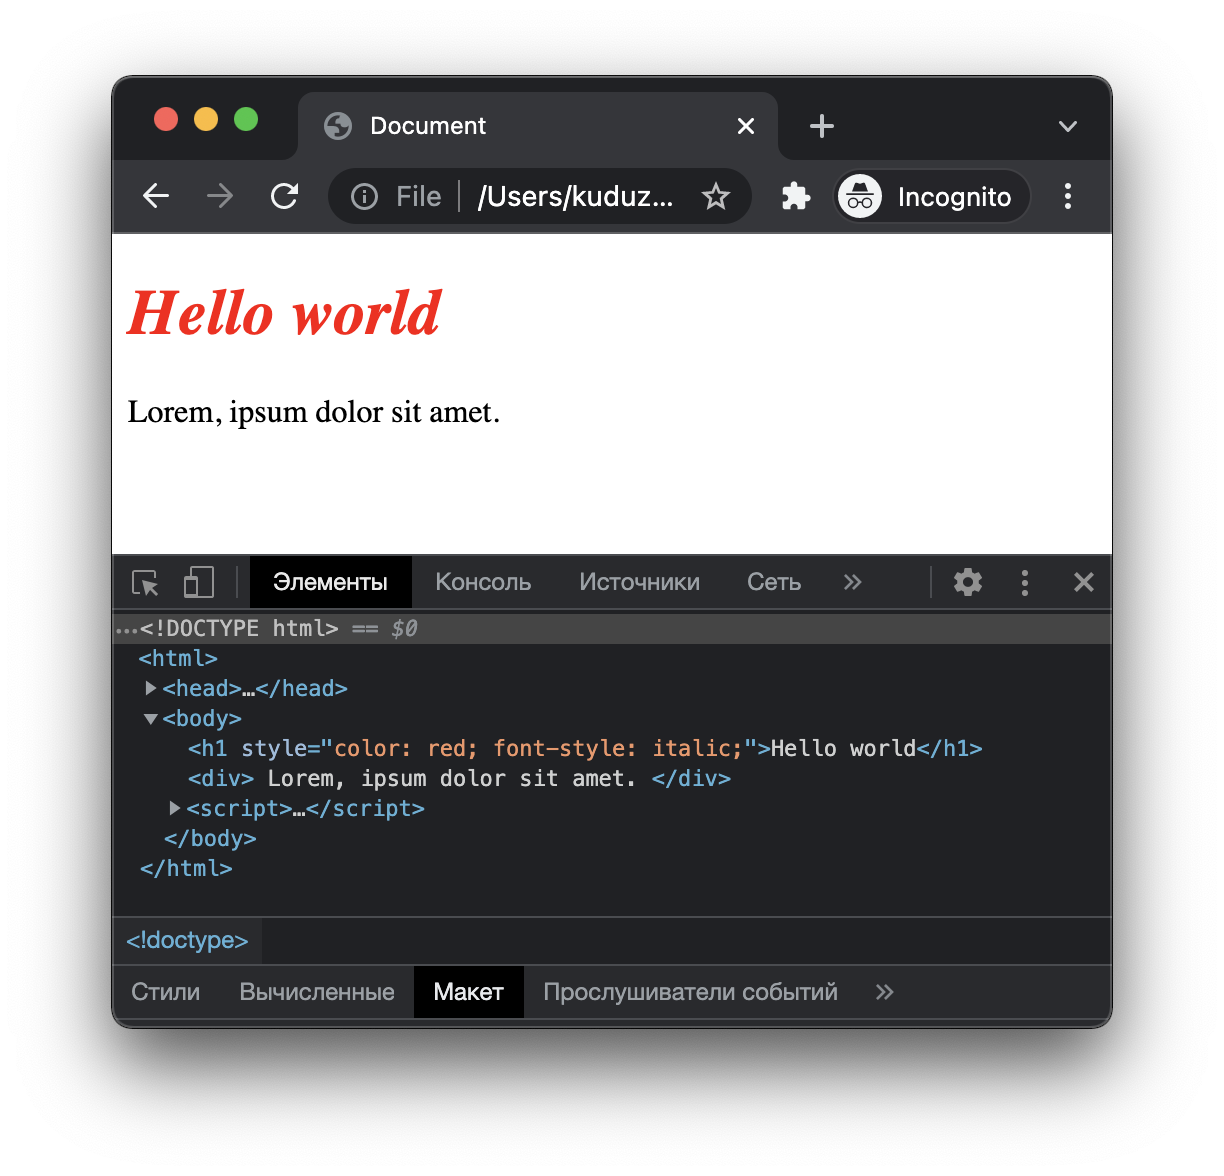 Document
File /Users/kuduz... Incognito
Hello world
Lorem, ipsum dolor sit amet.
Элементы Консоль Источники Сеть »
…<!DOCTYPE html> == $0
<html>
<head>…</head>
<body>
<h1 style="color: red; font-style: italic;">Hello world</h1>
<div> Lorem, ipsum dolor sit amet. </div>
<script>…</script>
</body>
</html>
<!doctype>
Стили Вычисленные Макет Прослушиватели событий »